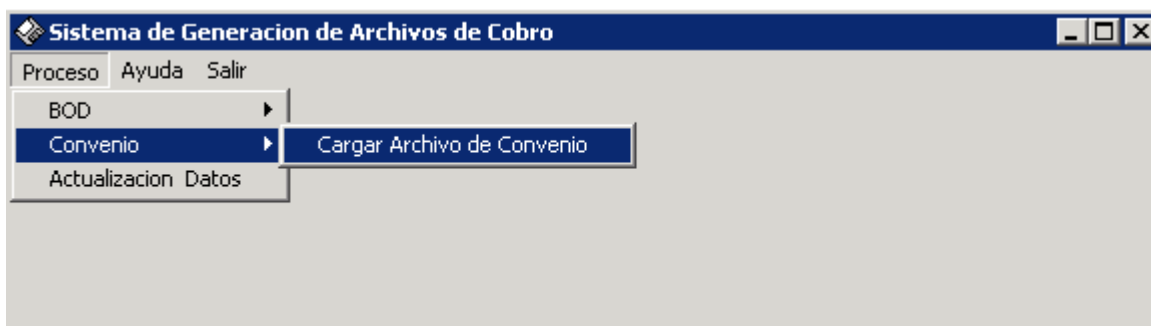 Sistema de Generacion de Archivos de Cobro
Proceso Ayuda Salir
BOD
Convenio Cargar Archivo de Convenio
Actualizacion Datos